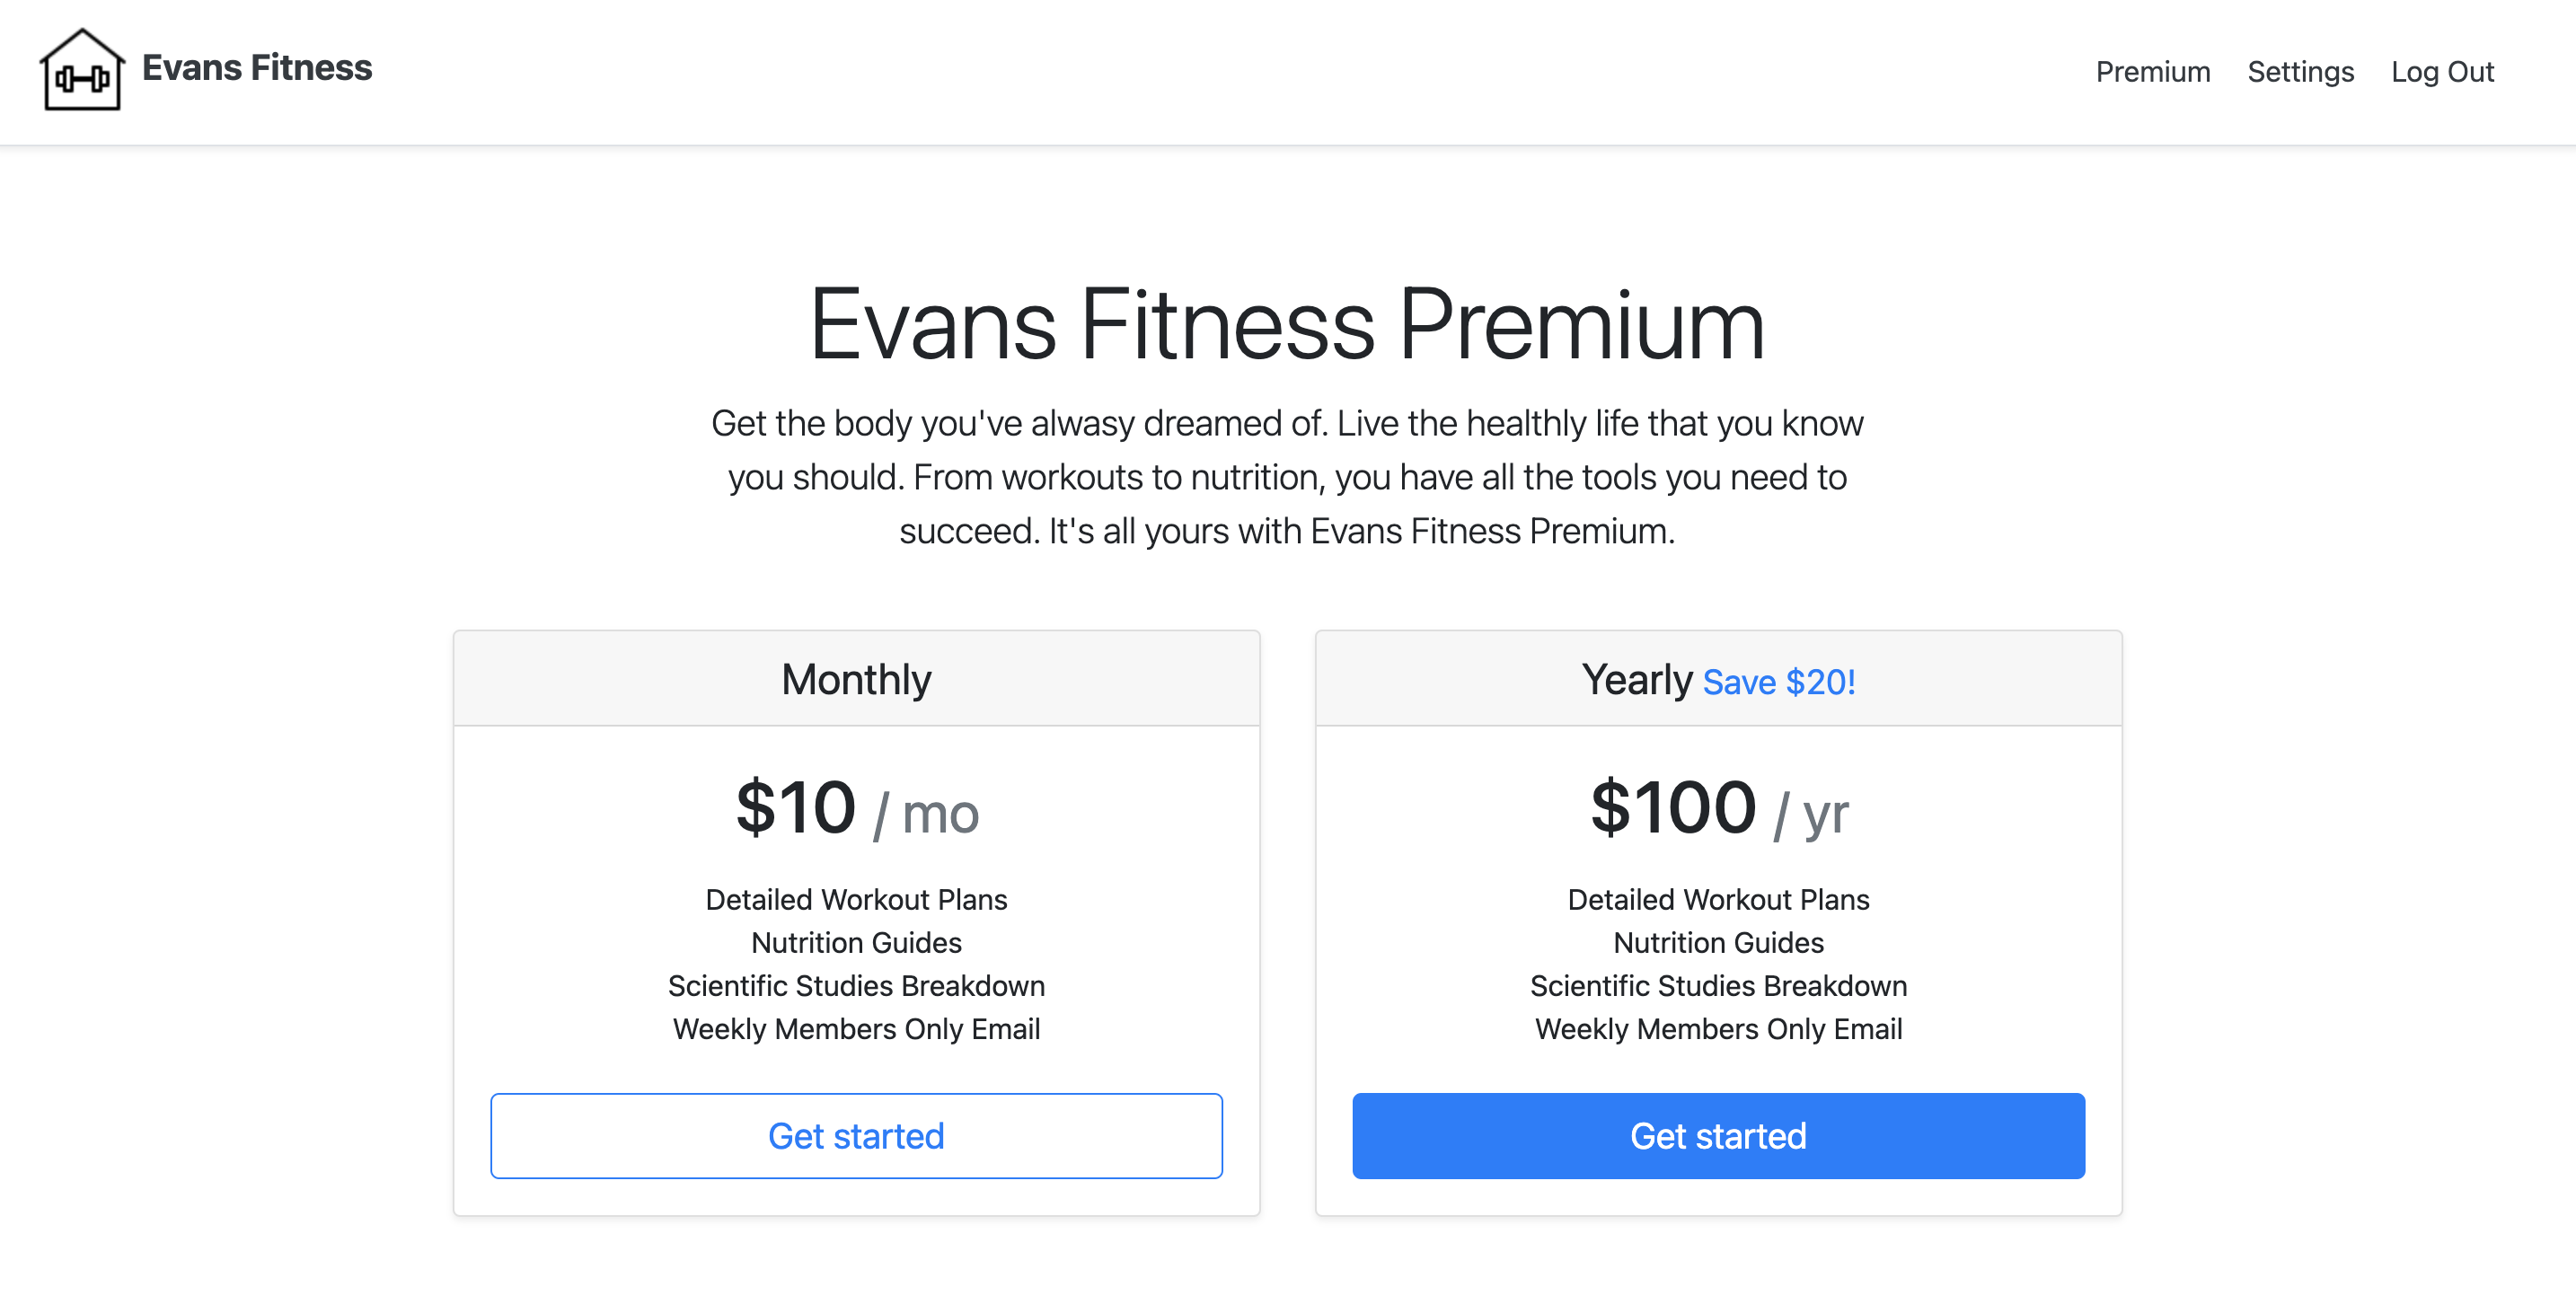 Evans Fitness
Premium Settings Log Out
Evans Fitness Premium
Get the body you've alwasy dreamed of. Live the healthly life that you know
you should. From workouts to nutrition, you have all the tools you need to
succeed. It's all yours with Evans Fitness Premium.
Monthly
$10 / mo
Detailed Workout Plans
Nutrition Guides
Scientific Studies Breakdown
Weekly Members Only Email
Get started
Yearly Save $20!
$100 / yr
Detailed Workout Plans
Nutrition Guides
Scientific Studies Breakdown
Weekly Members Only Email
Get started